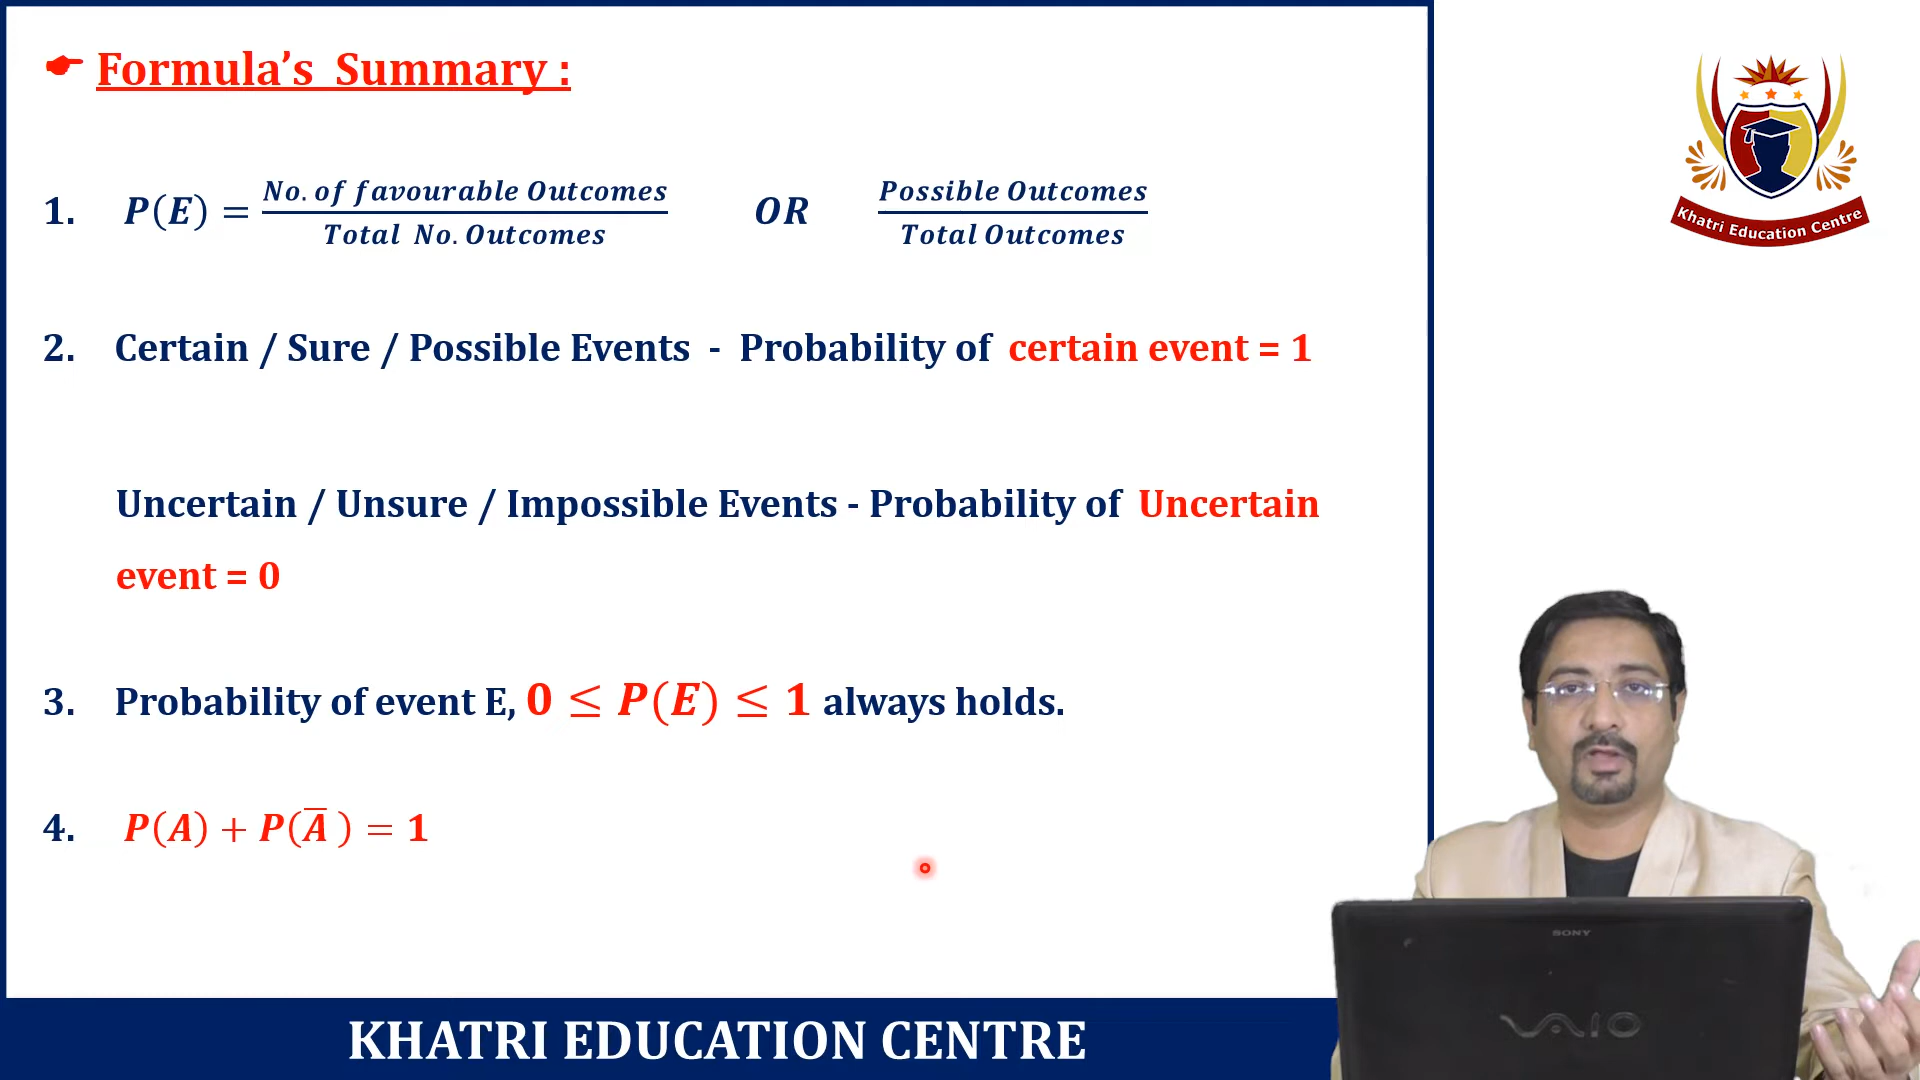 Formula’s Summary :
1. P(E) = No. of favourable Outcomes / Total No. Outcomes OR Possible Outcomes / Total Outcomes
2. Certain / Sure / Possible Events - Probability of certain event = 1
Uncertain / Unsure / Impossible Events - Probability of Uncertain
event = 0
3. Probability of event E, 0 ≤ P(E) ≤ 1 always holds.
4. P(A) + P(A̅) = 1
KHATRI EDUCATION CENTRE
Khatri Education Centre
SONY
VAIO